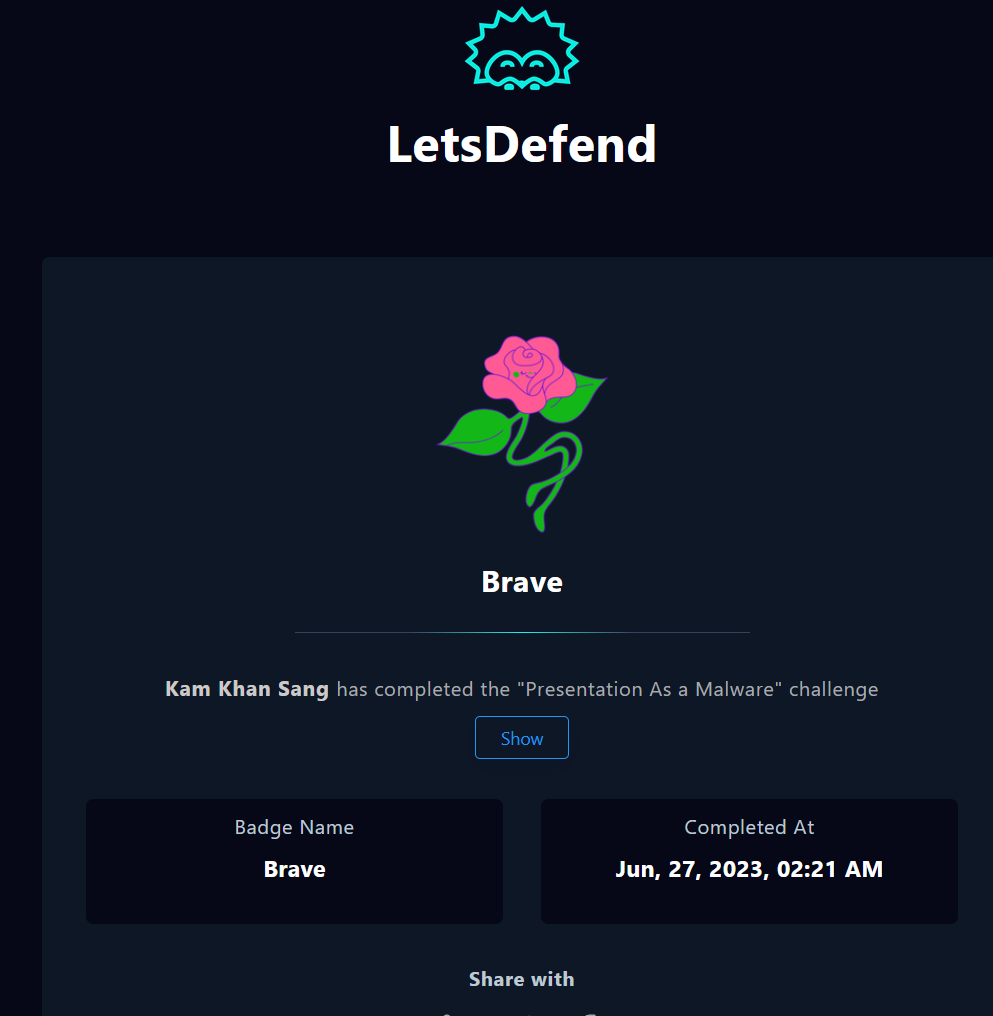 LetsDefend
Brave
Kam Khan Sang has completed the "Presentation As a Malware" challenge
Show
Badge Name
Brave
Completed At
Jun, 27, 2023, 02:21 AM
Share with